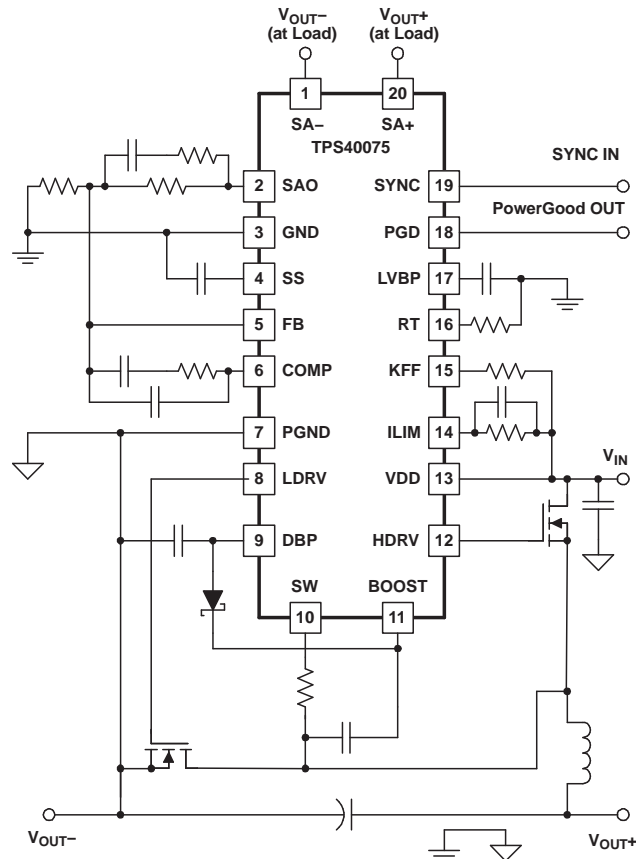 VOUT− VOUT+
(at Load) (at Load)
1 20
SA− SA+
TPS40075
SYNC IN
2 SAO SYNC 19
PowerGood OUT
3 GND PGD 18
4 SS LVBP 17
5 FB RT 16
6 COMP KFF 15
7 PGND ILIM 14
VIN
8 LDRV VDD 13
9 DBP HDRV 12
SW BOOST
10 11
VOUT− VOUT+